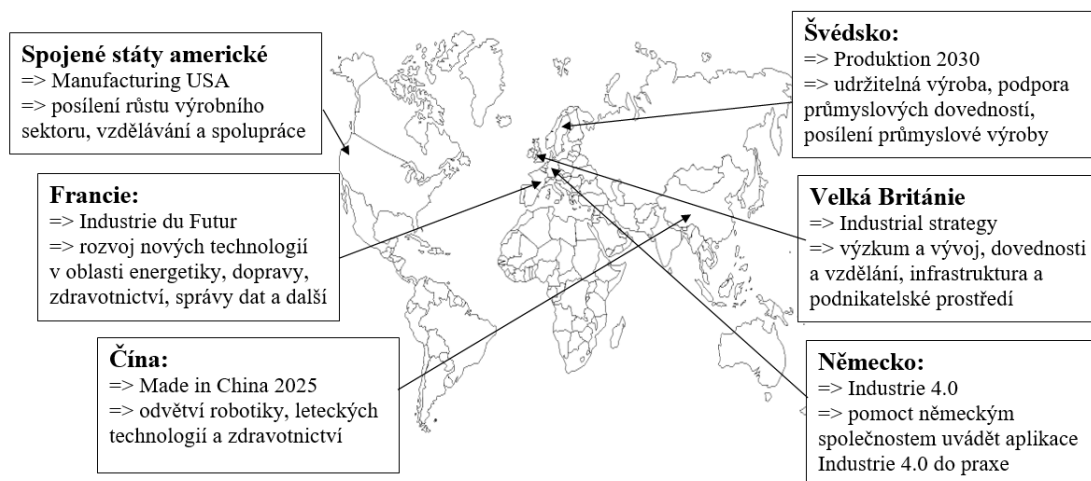 Spojené státy americké
=> Manufacturing USA
=> posílení růstu výrobního
sektoru, vzdělávání a spolupráce
Francie:
=> Industrie du Futur
=> rozvoj nových technologií
v oblasti energetiky, dopravy,
zdravotnictví, správy dat a další
Čína:
=> Made in China 2025
=> odvětví robotiky, leteckých
technologií a zdravotnictví
Švédsko:
=> Produktion 2030
=> udržitelná výroba, podpora
průmyslových dovedností,
posílení průmyslové výroby
Velká Británie
=> Industrial strategy
=> výzkum a vývoj, dovednosti
a vzdělání, infrastruktura a
podnikatelské prostředí
Německo:
=> Industrie 4.0
=> pomoct německým
společnostem uvádět aplikace
Industrie 4.0 do praxe